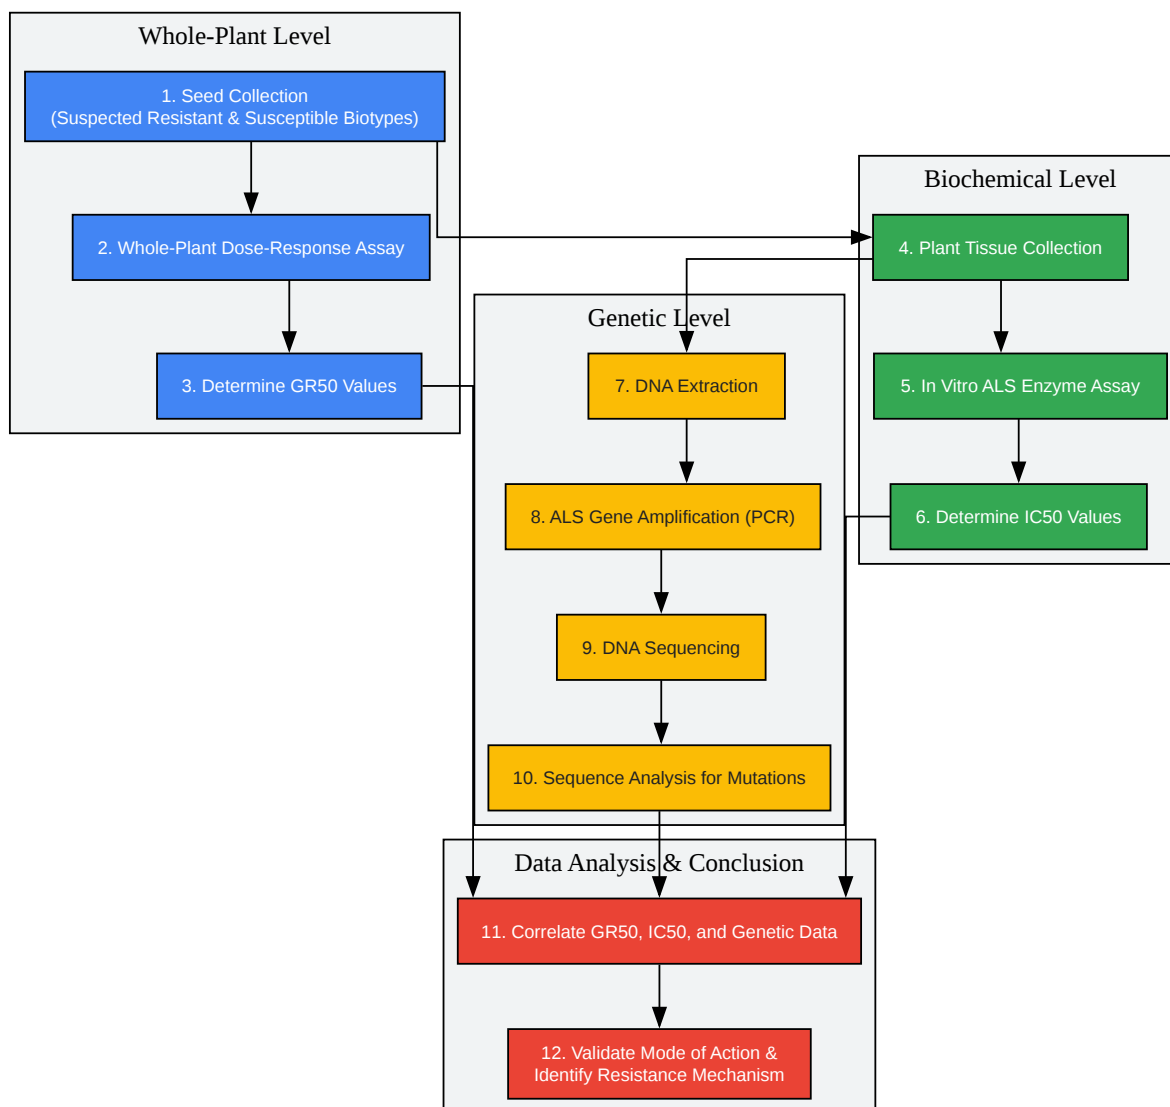 Whole-Plant Level
1. Seed Collection
(Suspected Resistant & Susceptible Biotypes)
2. Whole-Plant Dose-Response Assay
3. Determine GR50 Values
Biochemical Level
4. Plant Tissue Collection
5. In Vitro ALS Enzyme Assay
6. Determine IC50 Values
Genetic Level
7. DNA Extraction
8. ALS Gene Amplification (PCR)
9. DNA Sequencing
10. Sequence Analysis for Mutations
Data Analysis & Conclusion
11. Correlate GR50, IC50, and Genetic Data
12. Validate Mode of Action &
Identify Resistance Mechanism